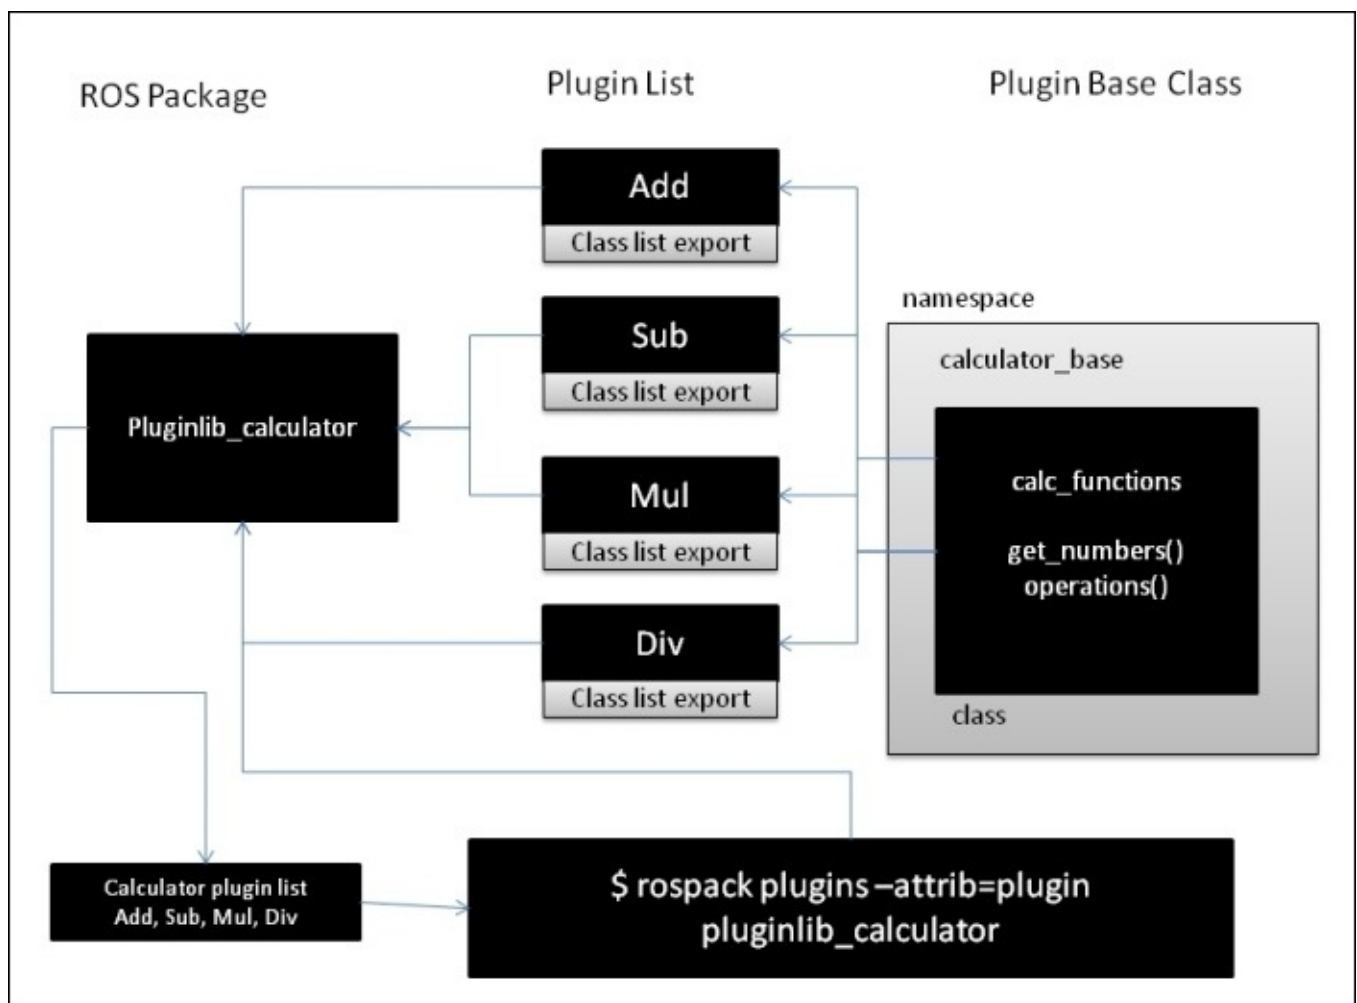 ROS Package
Plugin List
Plugin Base Class
Add
Class list export
Sub
Class list export
Mul
Class list export
Div
Class list export
Pluginlib_calculator
namespace
calculator_base
calc_functions
get_numbers()
operations()
class
Calculator plugin list
Add, Sub, Mul, Div
$ rospack plugins –attrib=plugin
pluginlib_calculator